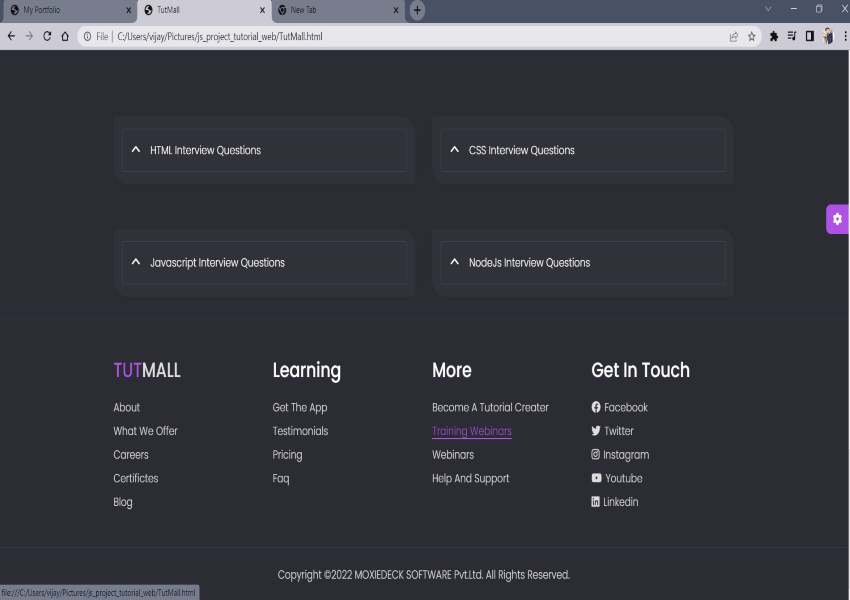 My Portfolio
TutMall
New Tab
File | C:/Users/vijay/Pictures/js_project_tutorial_web/TutMall.html
HTML Interview Questions
CSS Interview Questions
Javascript Interview Questions
NodeJs Interview Questions
TUTMALL
About
What We Offer
Careers
Certifictes
Blog
Learning
Get The App
Testimonials
Pricing
Faq
More
Become A Tutorial Creater
Training Webinars
Webinars
Help And Support
Get In Touch
Facebook
Twitter
Instagram
Youtube
Linkedin
Copyright ©2022 MOXIEDECK SOFTWARE Pvt.Ltd. All Rights Reserved.
file:///C:/Users/vijay/Pictures/js_project_tutorial_web/TutMall.html